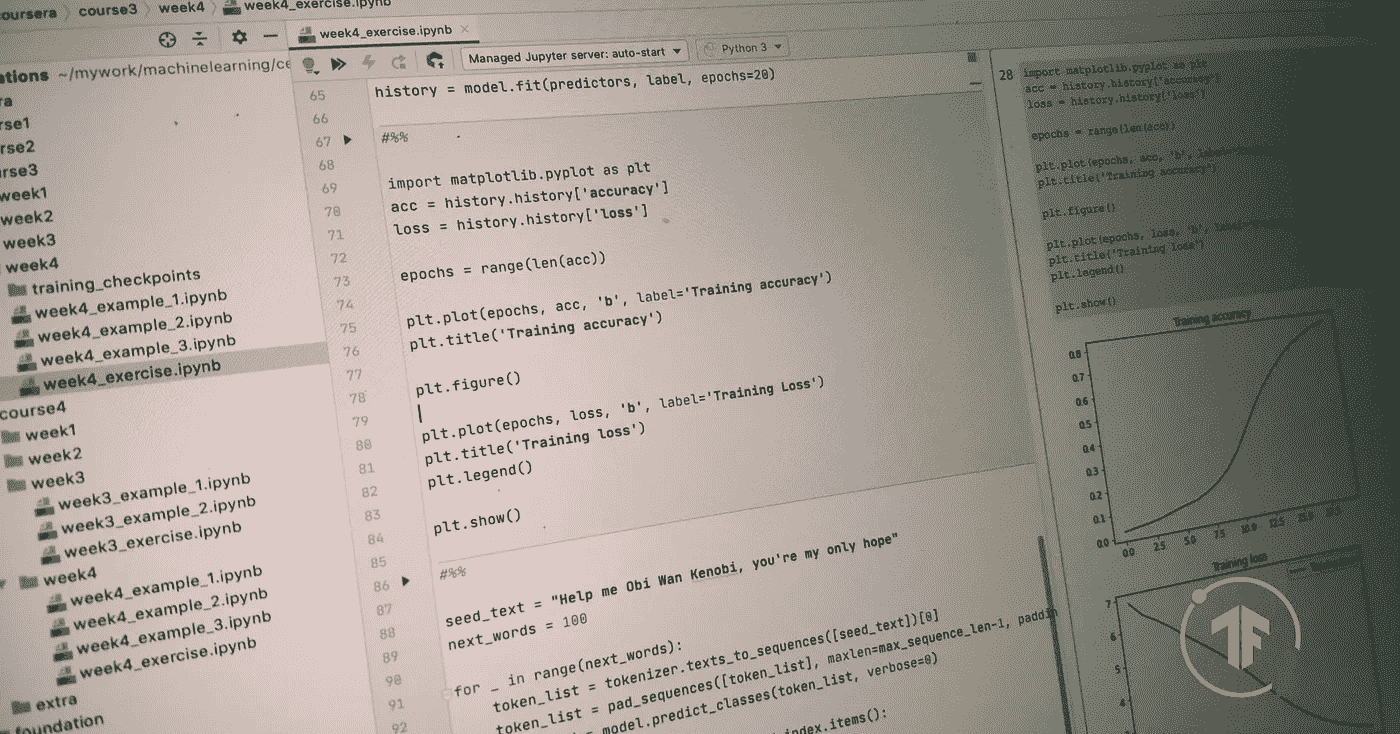 oursera course3 week4 week4_exercise.ipynb
week4_exercise.ipynb
ations ~/mywork/machinelearning/ce
Managed Jupyter server: auto-start
Python 3
ra
rse1
rse2
rse3
week1
week2
week3
week4
training_checkpoints
week4_example_1.ipynb
week4_example_2.ipynb
week4_example_3.ipynb
week4_exercise.ipynb
course4
week1
week2
week3
week3_example_1.ipynb
week3_example_2.ipynb
week3_exercise.ipynb
week4
week4_example_1.ipynb
week4_example_2.ipynb
week4_example_3.ipynb
week4_exercise.ipynb
extra
foundation
65 history = model.fit(predictors, label, epochs=20)
66
67 #%%
68
69 import matplotlib.pyplot as plt
70 acc = history.history['accuracy']
71 loss = history.history['loss']
72
73 epochs = range(len(acc))
74
75 plt.plot(epochs, acc, 'b', label='Training accuracy')
76 plt.title('Training accuracy')
77
78 plt.figure()
79
80 plt.plot(epochs, loss, 'b', label='Training Loss')
81 plt.title('Training loss')
82 plt.legend()
83
84 plt.show()
85
86 #%%
87
88 seed_text = "Help me Obi Wan Kenobi, you're my only hope"
89 next_words = 100
90
91 for _ in range(next_words):
92 token_list = tokenizer.texts_to_sequences([seed_text])[0]
token_list = pad_sequences([token_list], maxlen=max_sequence_len-1, paddin
= model.predict_classes(token_list, verbose=0)
index.items():
28 import matplotlib.pyplot as plt
acc = history.history['accuracy']
loss = history.history['loss']
epochs = range(len(acc))
plt.plot(epochs, acc, 'b',
plt.title('Training accuracy')
plt.figure()
plt.plot(epochs, loss, 'b',
plt.title('Training loss')
plt.legend()
plt.show()
Training accuracy
0.8
0.7
0.6
0.5
0.4
0.3
0.2
0.1
0.0
0.0 2.5 5.0 7.5 10.0 12.5 15.0 17.5
Training loss
7
6
5
4